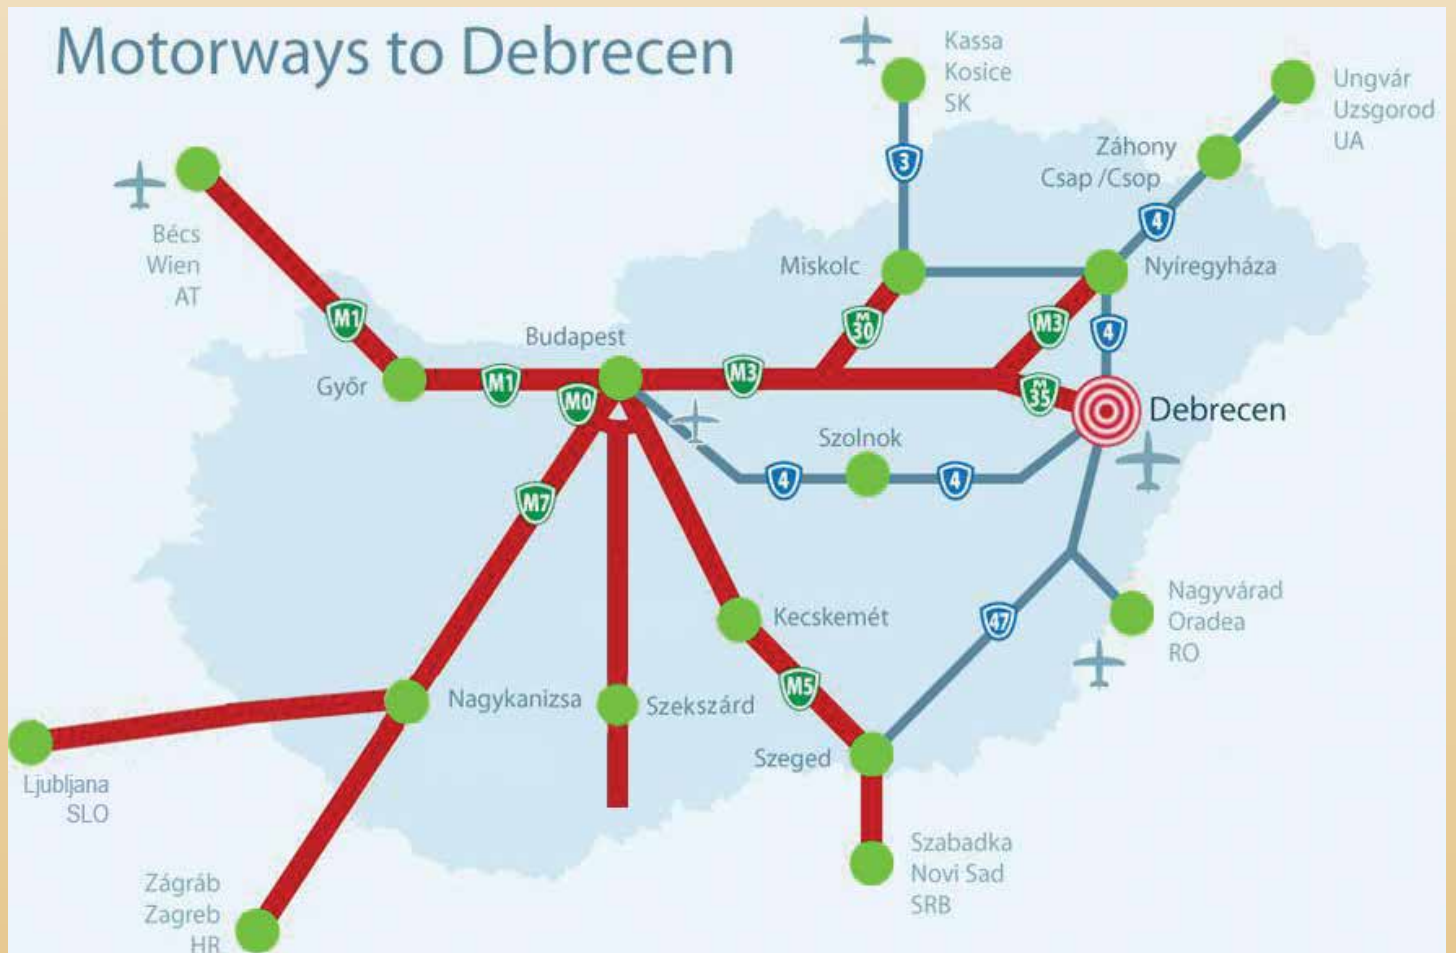 Motorways to Debrecen
Kassa
Kosice
SK
Ungvár
Uzsgorod
UA
3
Záhony
Csap /Csop
4
Bécs
Wien
AT
Miskolc
Nyíregyháza
M1
M
30
M3
4
Budapest
Győr
M1
M0
M3
M
35
Debrecen
Szolnok
4
4
M7
Kecskemét
47
Nagyvárad
Oradea
RO
M5
Nagykanizsa
Szekszárd
Szeged
Ljubljana
SLO
Szabadka
Novi Sad
SRB
Zágráb
Zagreb
HR